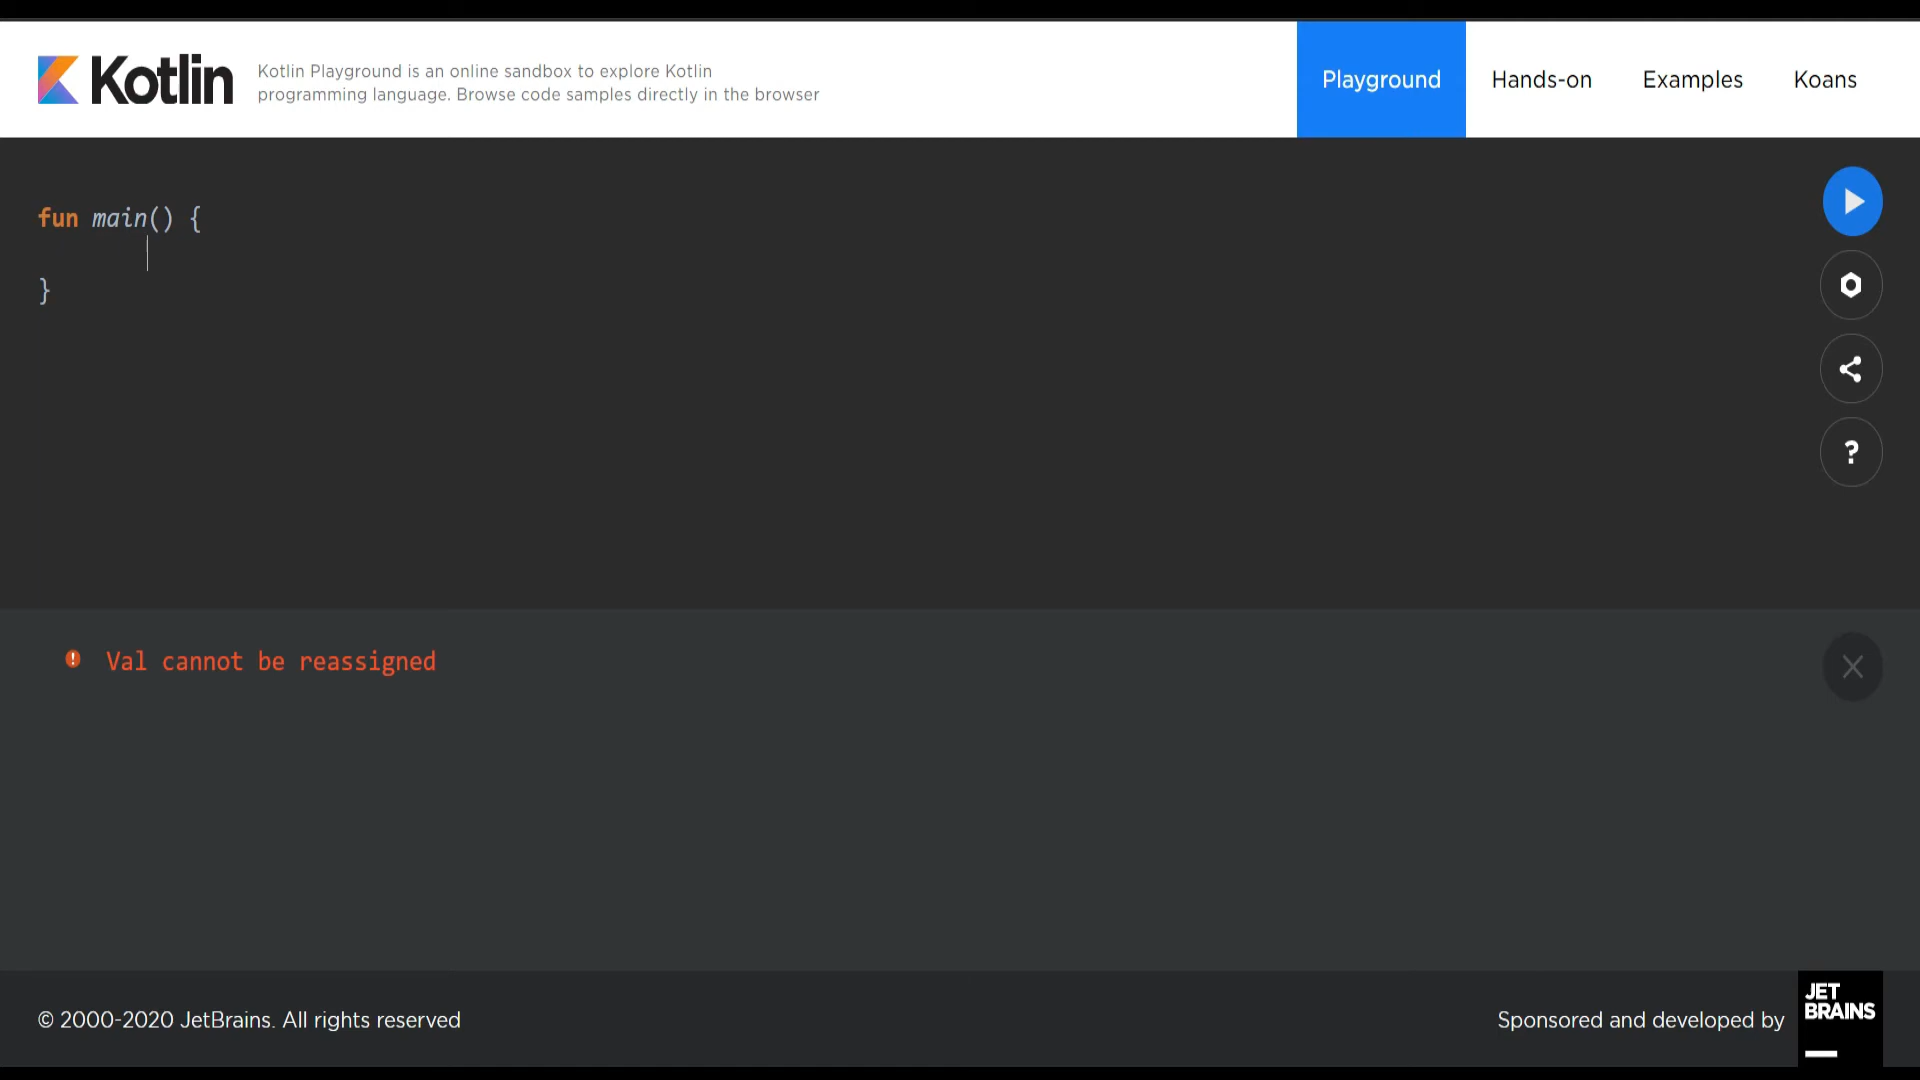 Kotlin
Kotlin Playground is an online sandbox to explore Kotlin
programming language. Browse code samples directly in the browser
Playground
Hands-on
Examples
Koans
fun main() {
}
?
! Val cannot be reassigned
© 2000-2020 JetBrains. All rights reserved
Sponsored and developed by
JET
BRAINS